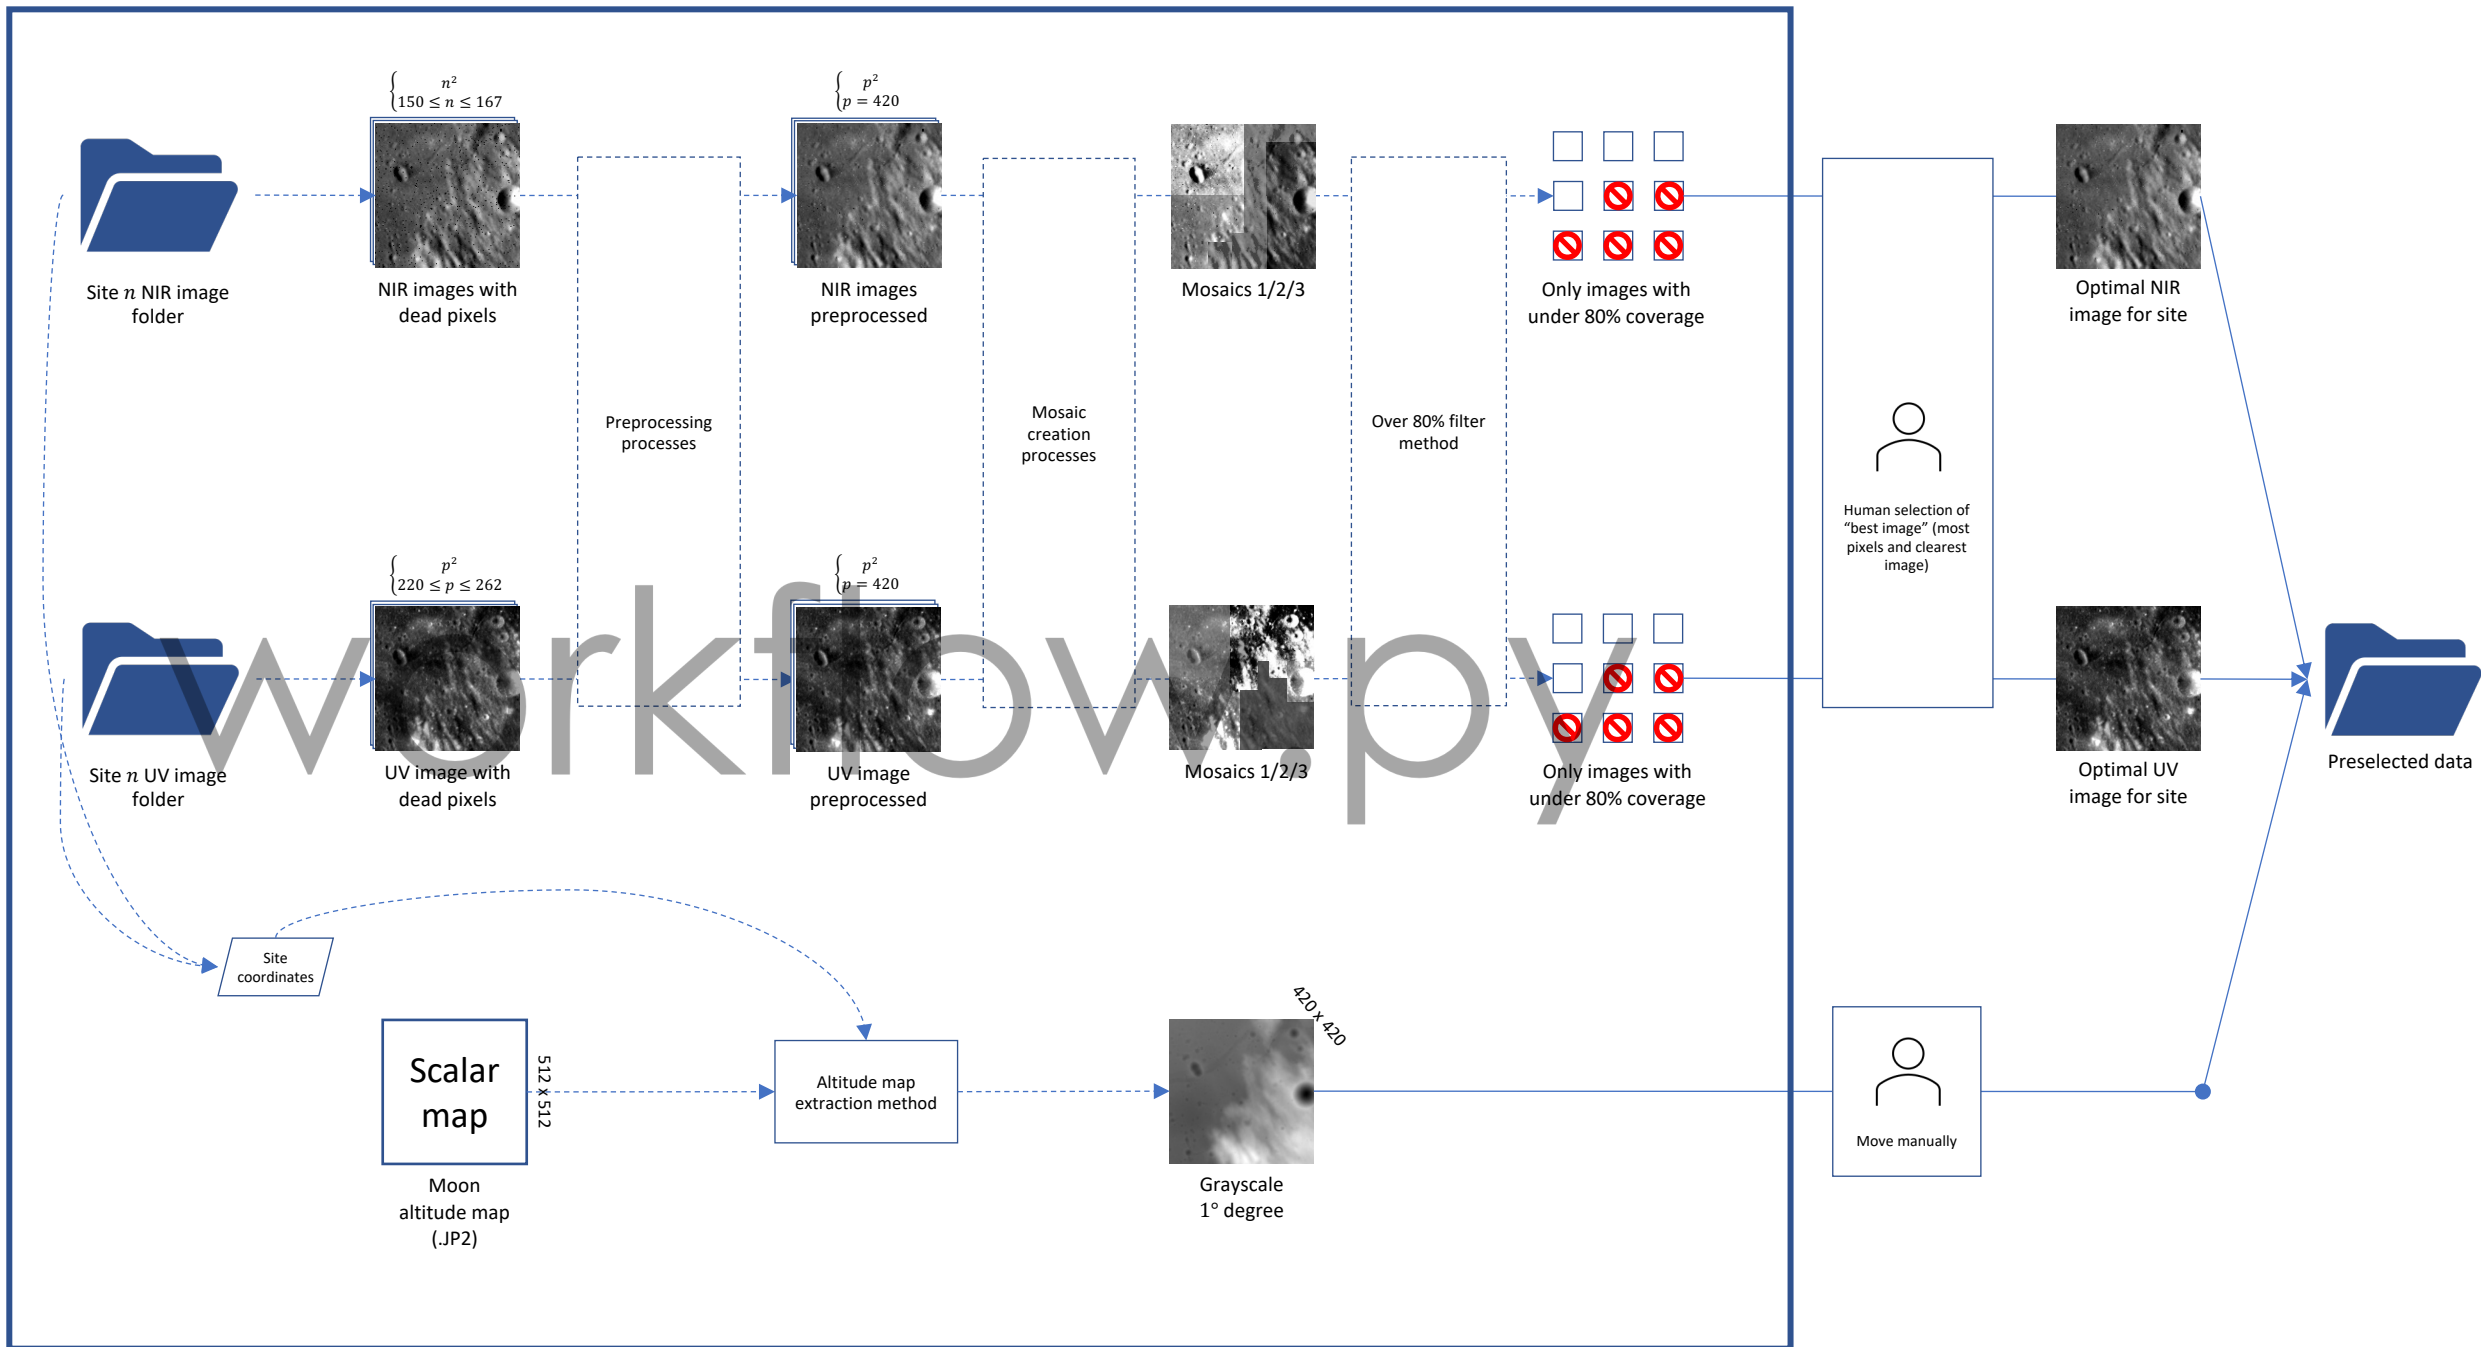 n²
150 ≤ n ≤ 167
p²
p = 420
Site n NIR image
folder
NIR images with
dead pixels
NIR images
preprocessed
Mosaics 1/2/3
Only images with
under 80% coverage
Optimal NIR
image for site
Preprocessing
processes
Mosaic
creation
processes
Over 80% filter
method
Human selection of
“best image” (most
pixels and clearest
image)
p²
220 ≤ p ≤ 262
p²
p = 420
workflow.py
Site n UV image
folder
UV image with
dead pixels
UV image
preprocessed
Mosaics 1/2/3
Only images with
under 80% coverage
Optimal UV
image for site
Preselected data
Site
coordinates
Scalar
map
512 x 512
Moon
altitude map
(.JP2)
Altitude map
extraction method
420 x 420
Grayscale
1° degree
Move manually